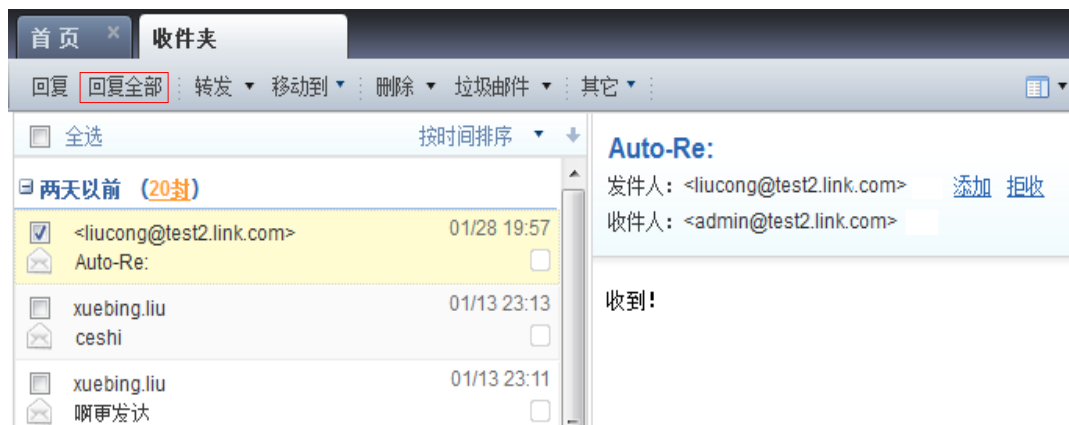 首页 × 收件夹
回复 回复全部 转发 移动到 删除 垃圾邮件 其它
全选 按时间排序
两天以前 (20封)
<liucong@test2.link.com> 01/28 19:57
Auto-Re:
xuebing.liu 01/13 23:13
ceshi
xuebing.liu 01/13 23:11
啊更发达
Auto-Re:
发件人：<liucong@test2.link.com> 添加 拒收
收件人：<admin@test2.link.com>
收到！